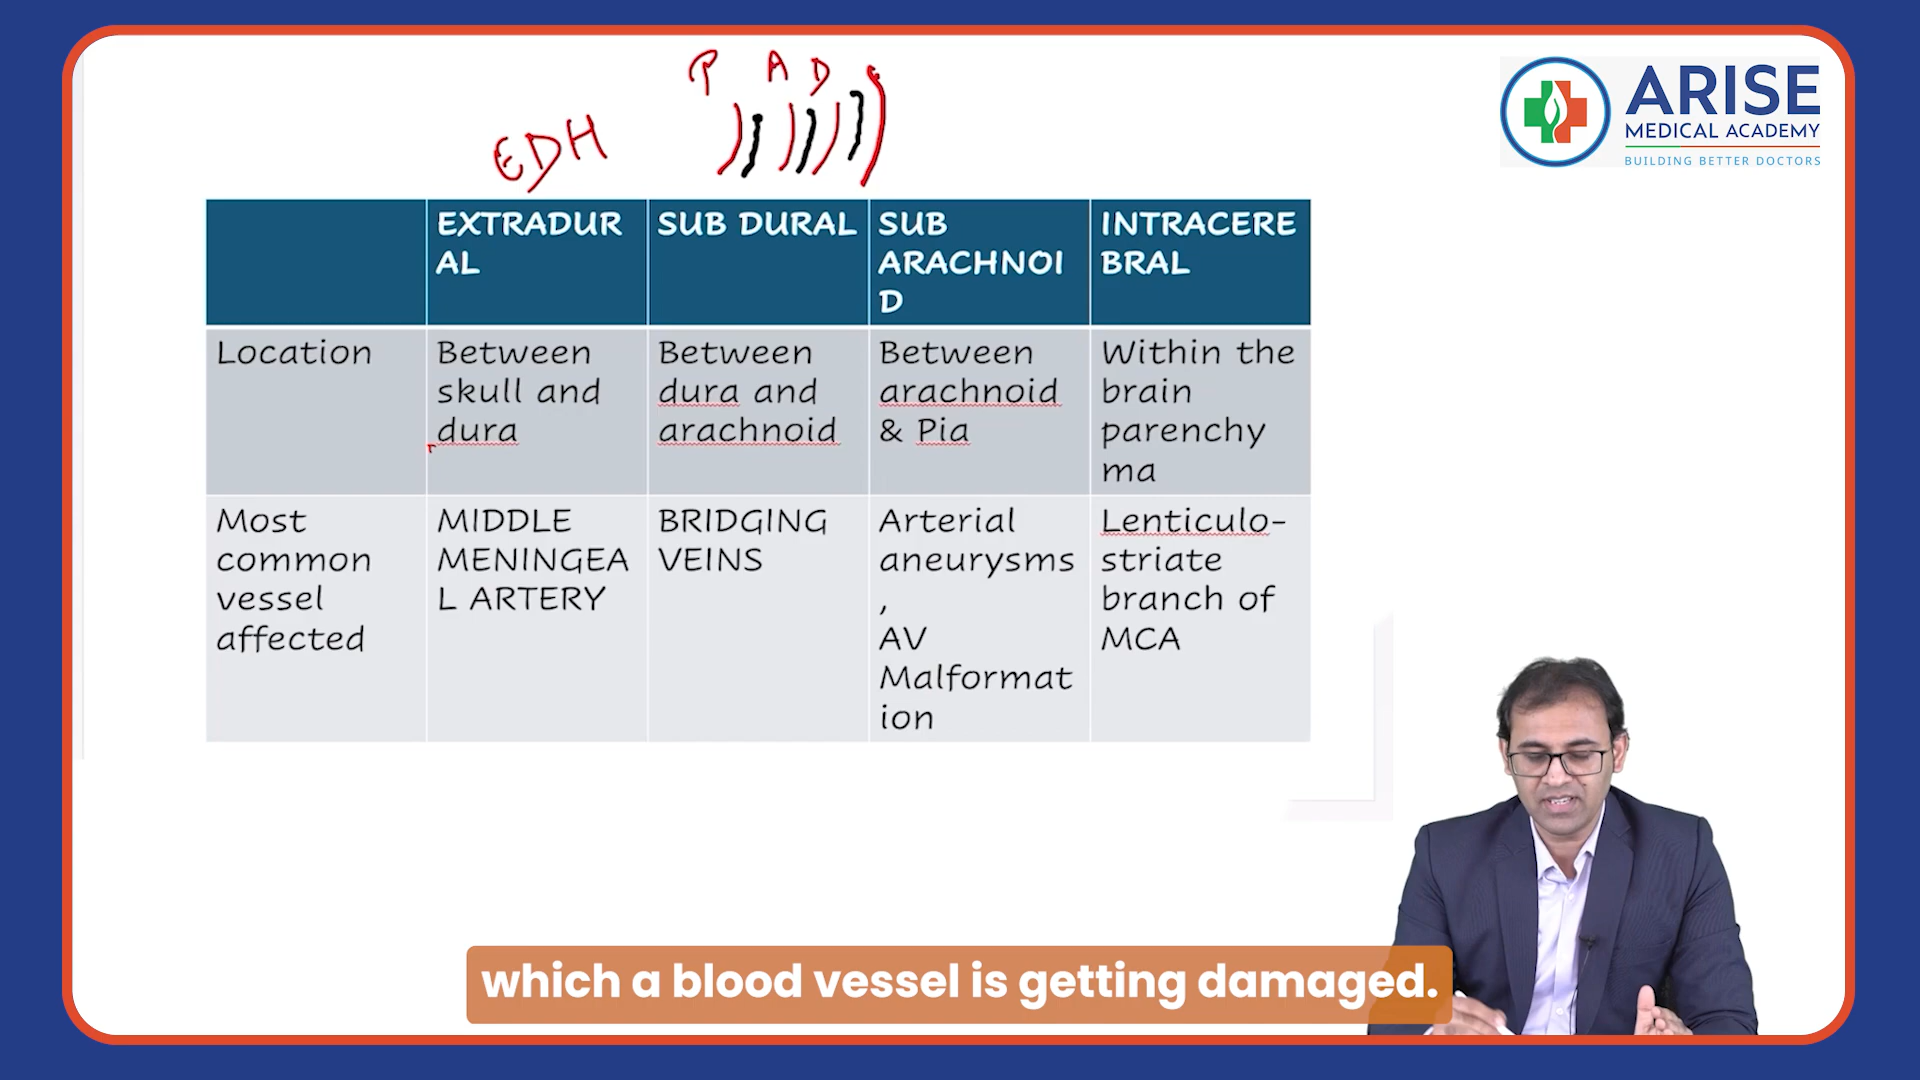 P A D
EDH
ARISE
MEDICAL ACADEMY
BUILDING BETTER DOCTORS
EXTRADUR
AL
SUB DURAL
SUB
ARACHNOI
D
INTRACERE
BRAL
Location
Between
skull and
dura
Between
dura and
arachnoid
Between
arachnoid
& Pia
Within the
brain
parenchy
ma
Most
common
vessel
affected
MIDDLE
MENINGEA
L ARTERY
BRIDGING
VEINS
Arterial
aneurysms
,
AV
Malformat
ion
Lenticulo-
striate
branch of
MCA
which a blood vessel is getting damaged.